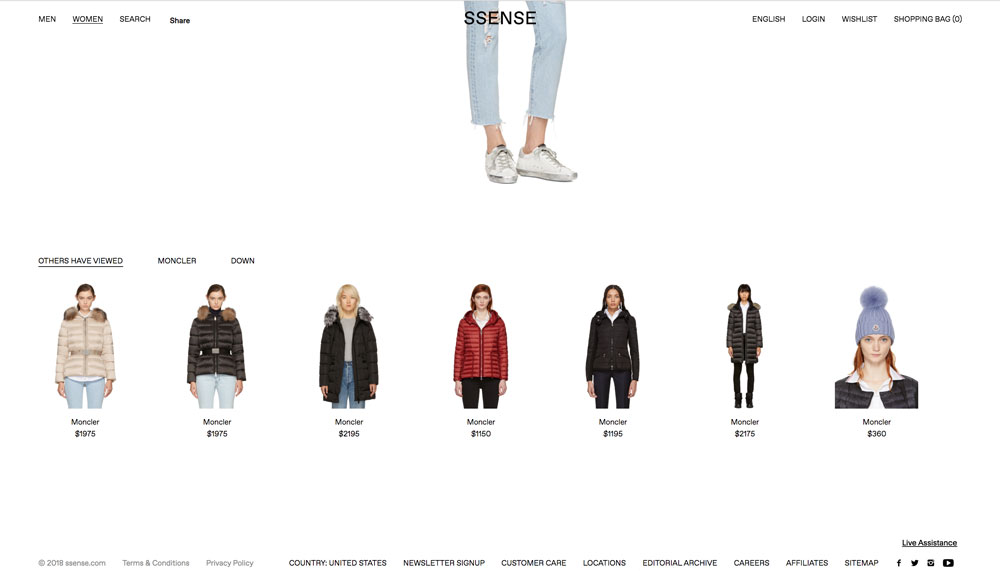 MEN WOMEN SEARCH Share SSENSE ENGLISH LOGIN WISHLIST SHOPPING BAG (0)
OTHERS HAVE VIEWED MONCLER DOWN
Moncler Moncler Moncler Moncler Moncler Moncler Moncler
$1975 $1975 $2195 $1150 $1195 $2175 $360
Live Assistance
© 2018 ssense.com Terms & Conditions Privacy Policy COUNTRY: UNITED STATES NEWSLETTER SIGNUP CUSTOMER CARE LOCATIONS EDITORIAL ARCHIVE CAREERS AFFILIATES SITEMAP